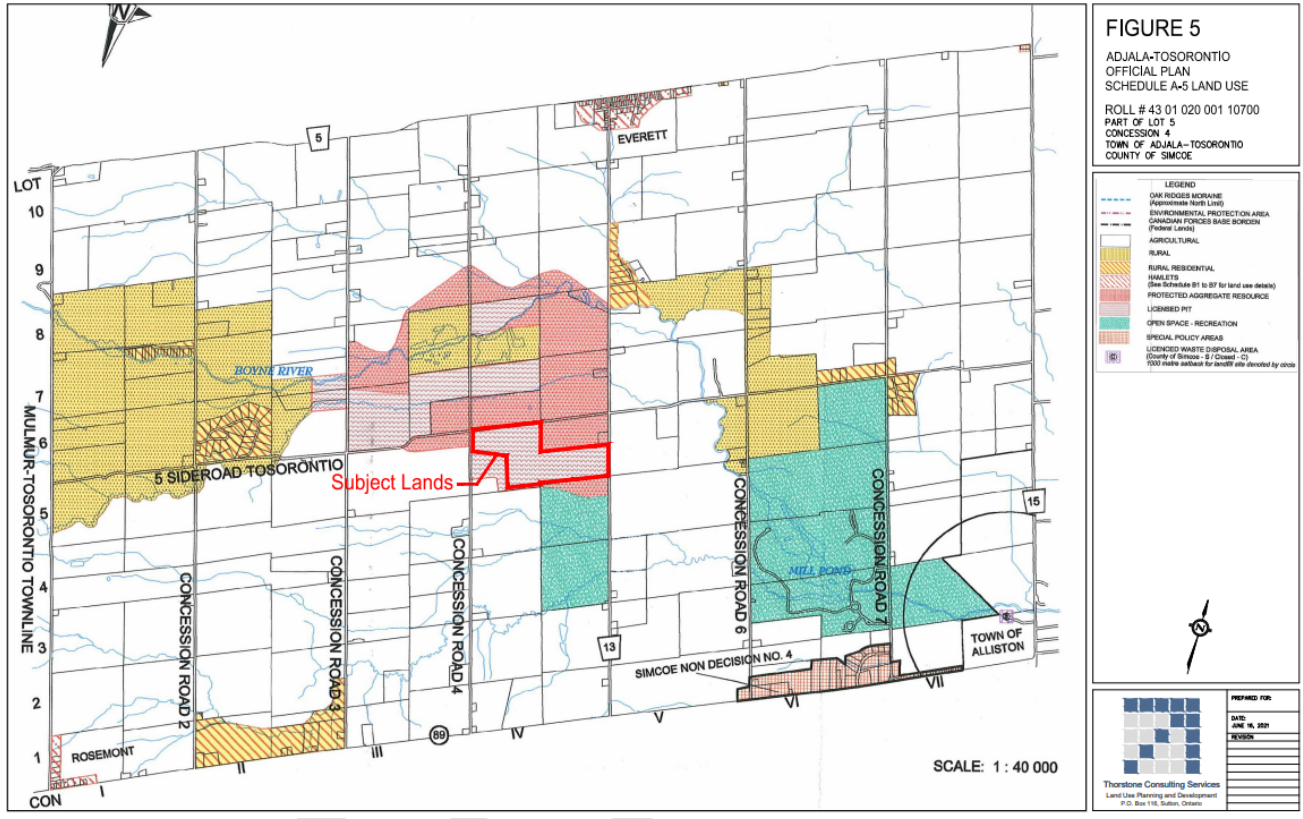 N
FIGURE 5
ADJALA-TOSORONTIO
OFFICIAL PLAN
SCHEDULE A-5 LAND USE
ROLL # 43 01 020 001 10700
PART OF LOT 5
CONCESSION 4
TOWN OF ADJALA-TOSORONTIO
COUNTY OF SIMCOE
LEGEND
OAK RIDGES MORAINE
(Approximate North Limit)
ENVIRONMENTAL PROTECTION AREA
CANADIAN FORCES BASE BORDEN
(Federal Lands)
AGRICULTURAL
RURAL
RURAL RESIDENTIAL
HAMLETS
(See Schedule B1 to B7 for land use details)
PROTECTED AGGREGATE RESOURCE
LICENSED PIT
OPEN SPACE - RECREATION
SPECIAL POLICY AREAS
LICENCED WASTE DISPOSAL AREA
(County of Simcoe - S / Closed - C)
1000 metre setback for landfill site denoted by circle
5
EVERETT
LOT
10
9
8
7
6
5
4
3
2
1
CON
BOYNE RIVER
MULMUR-TOSORONTIO TOWNLINE
5 SIDEROAD TOSORONTIO
Subject Lands
CONCESSION ROAD 2
CONCESSION ROAD 3
CONCESSION ROAD 4
CONCESSION ROAD 6
CONCESSION ROAD 7
15
MILL POND
13
TOWN OF
ALLISTON
SIMCOE NON DECISION NO. 4
ROSEMONT
89
I
II
III
IV
V
VI
VII
SCALE: 1 : 40 000
N
Thorstone Consulting Services
Land Use Planning and Development
P.O. Box 116, Sutton, Ontario
PREPARED FOR:
DATE:
JUNE 16, 2021
REVISION